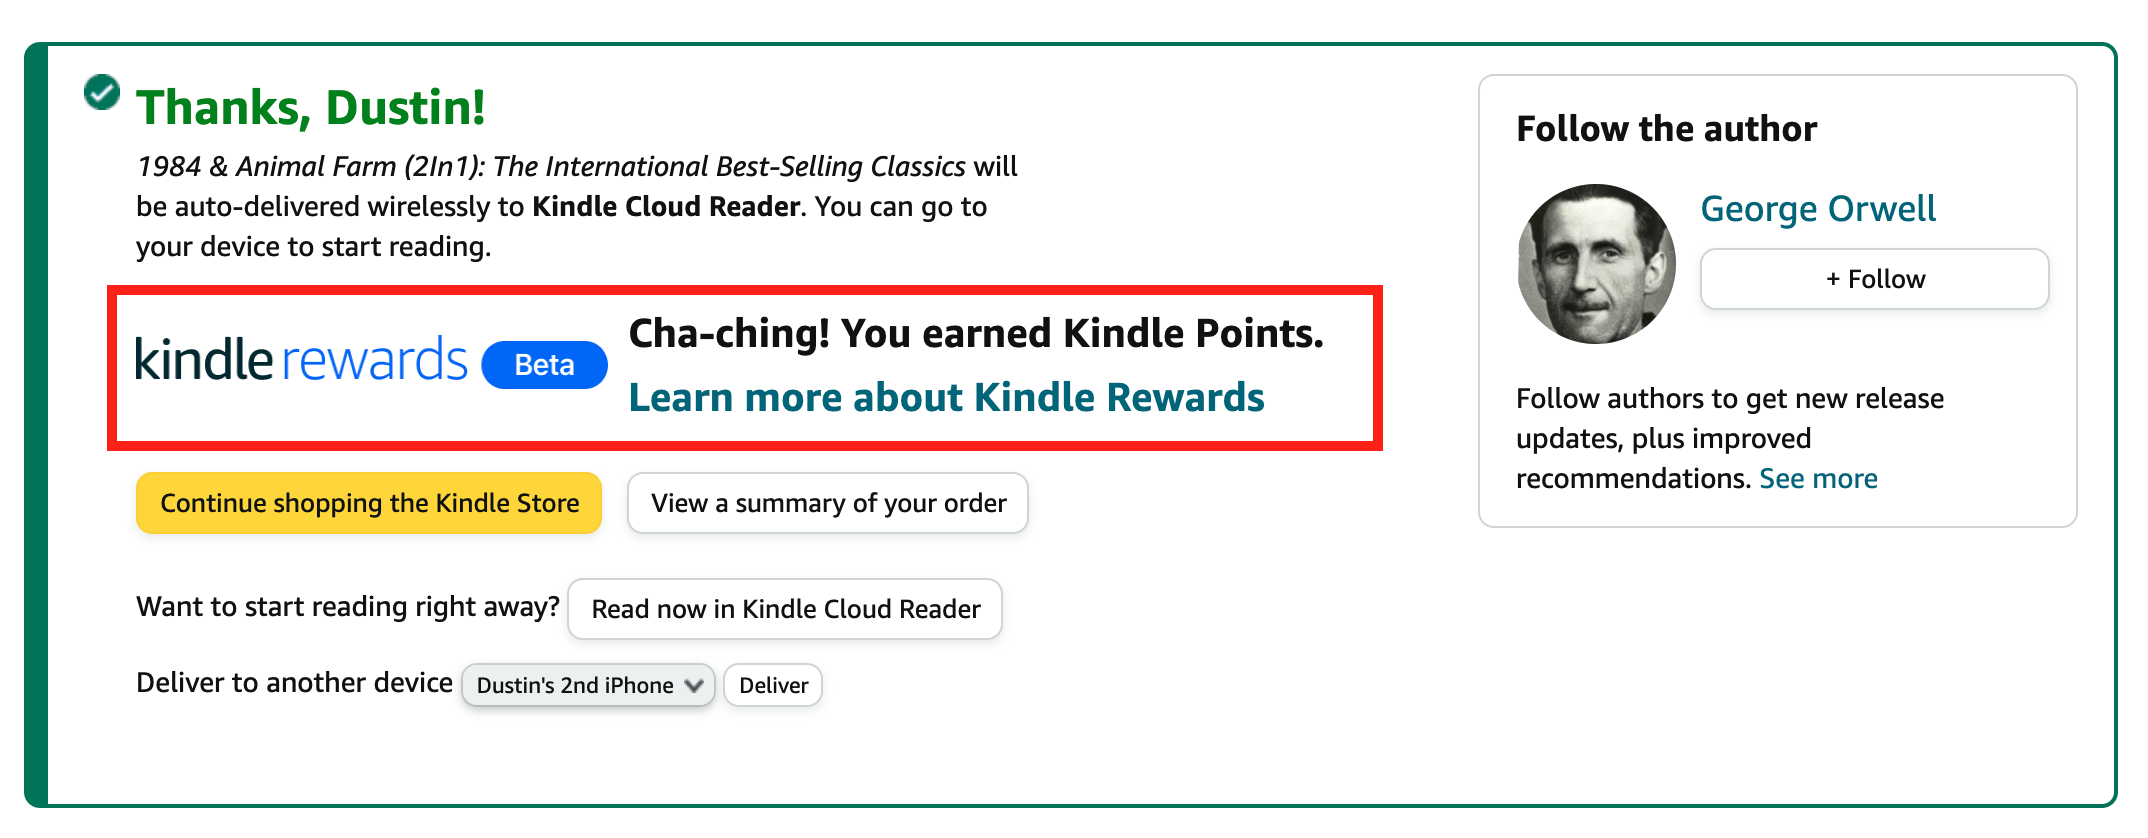 Thanks, Dustin!
1984 & Animal Farm (2In1): The International Best-Selling Classics will
be auto-delivered wirelessly to Kindle Cloud Reader. You can go to
your device to start reading.
kindle rewards Beta
Cha-ching! You earned Kindle Points.
Learn more about Kindle Rewards
Continue shopping the Kindle Store
View a summary of your order
Want to start reading right away? Read now in Kindle Cloud Reader
Deliver to another device Dustin's 2nd iPhone Deliver
Follow the author
George Orwell
+ Follow
Follow authors to get new release
updates, plus improved
recommendations. See more